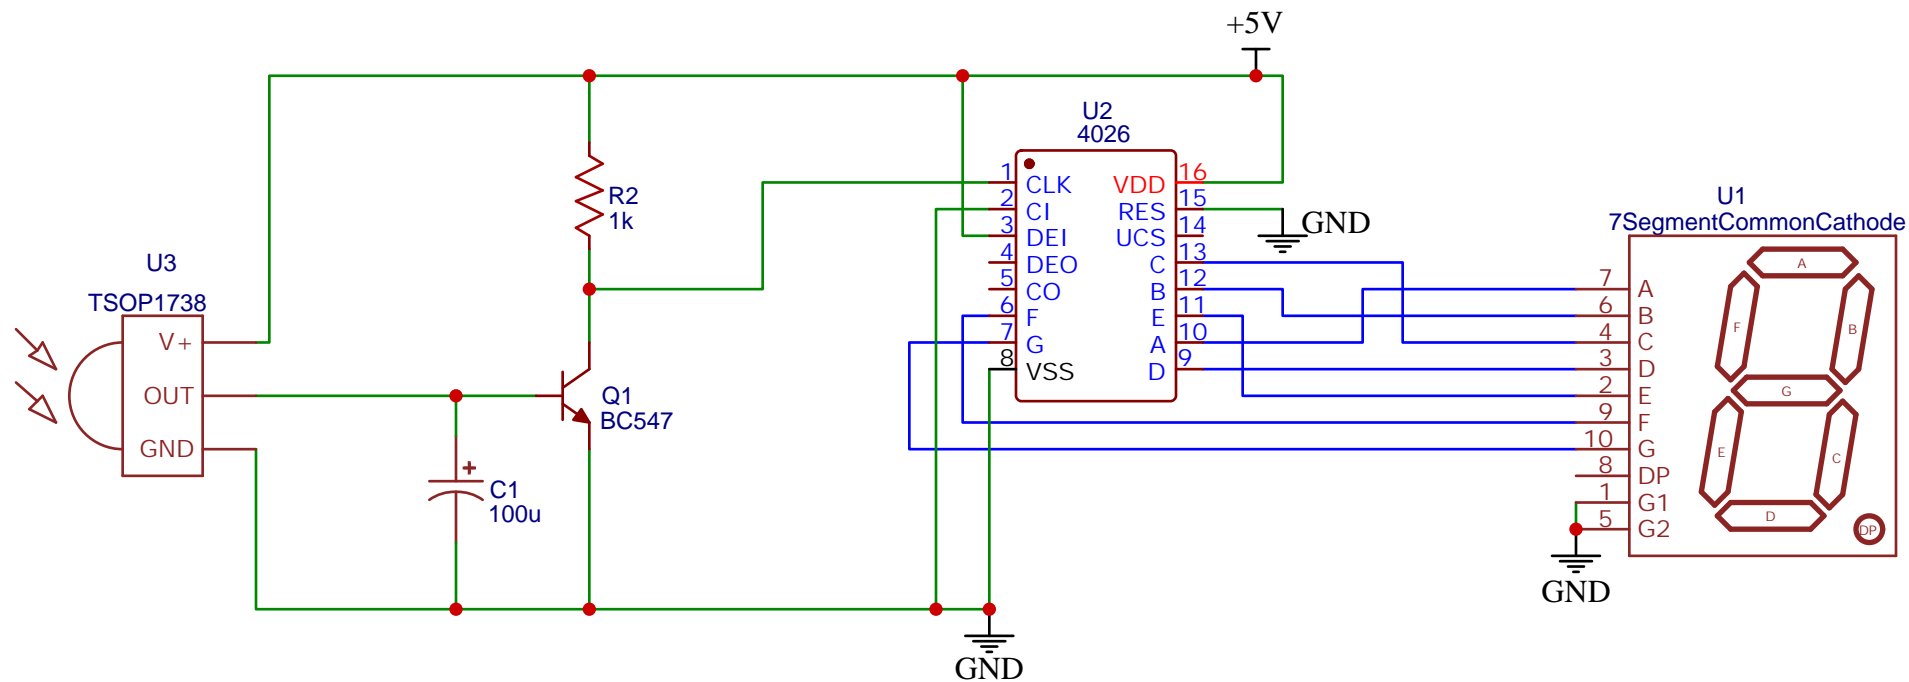 +5V
U2
4026
1 CLK
2 CI
3 DEI
4 DEO
5 CO
6 F
7 G
8 VSS
VDD 16
RES 15
UCS 14
C 13
B 12
E 11
A 10
D 9
GND
R2
1k
U3
TSOP1738
V+
OUT
GND
Q1
BC547
+
C1
100u
GND
U1
7SegmentCommonCathode
7 A
6 B
4 C
3 D
2 E
9 F
10 G
8 DP
1 G1
5 G2
A
F
B
G
E
C
D
DP
GND